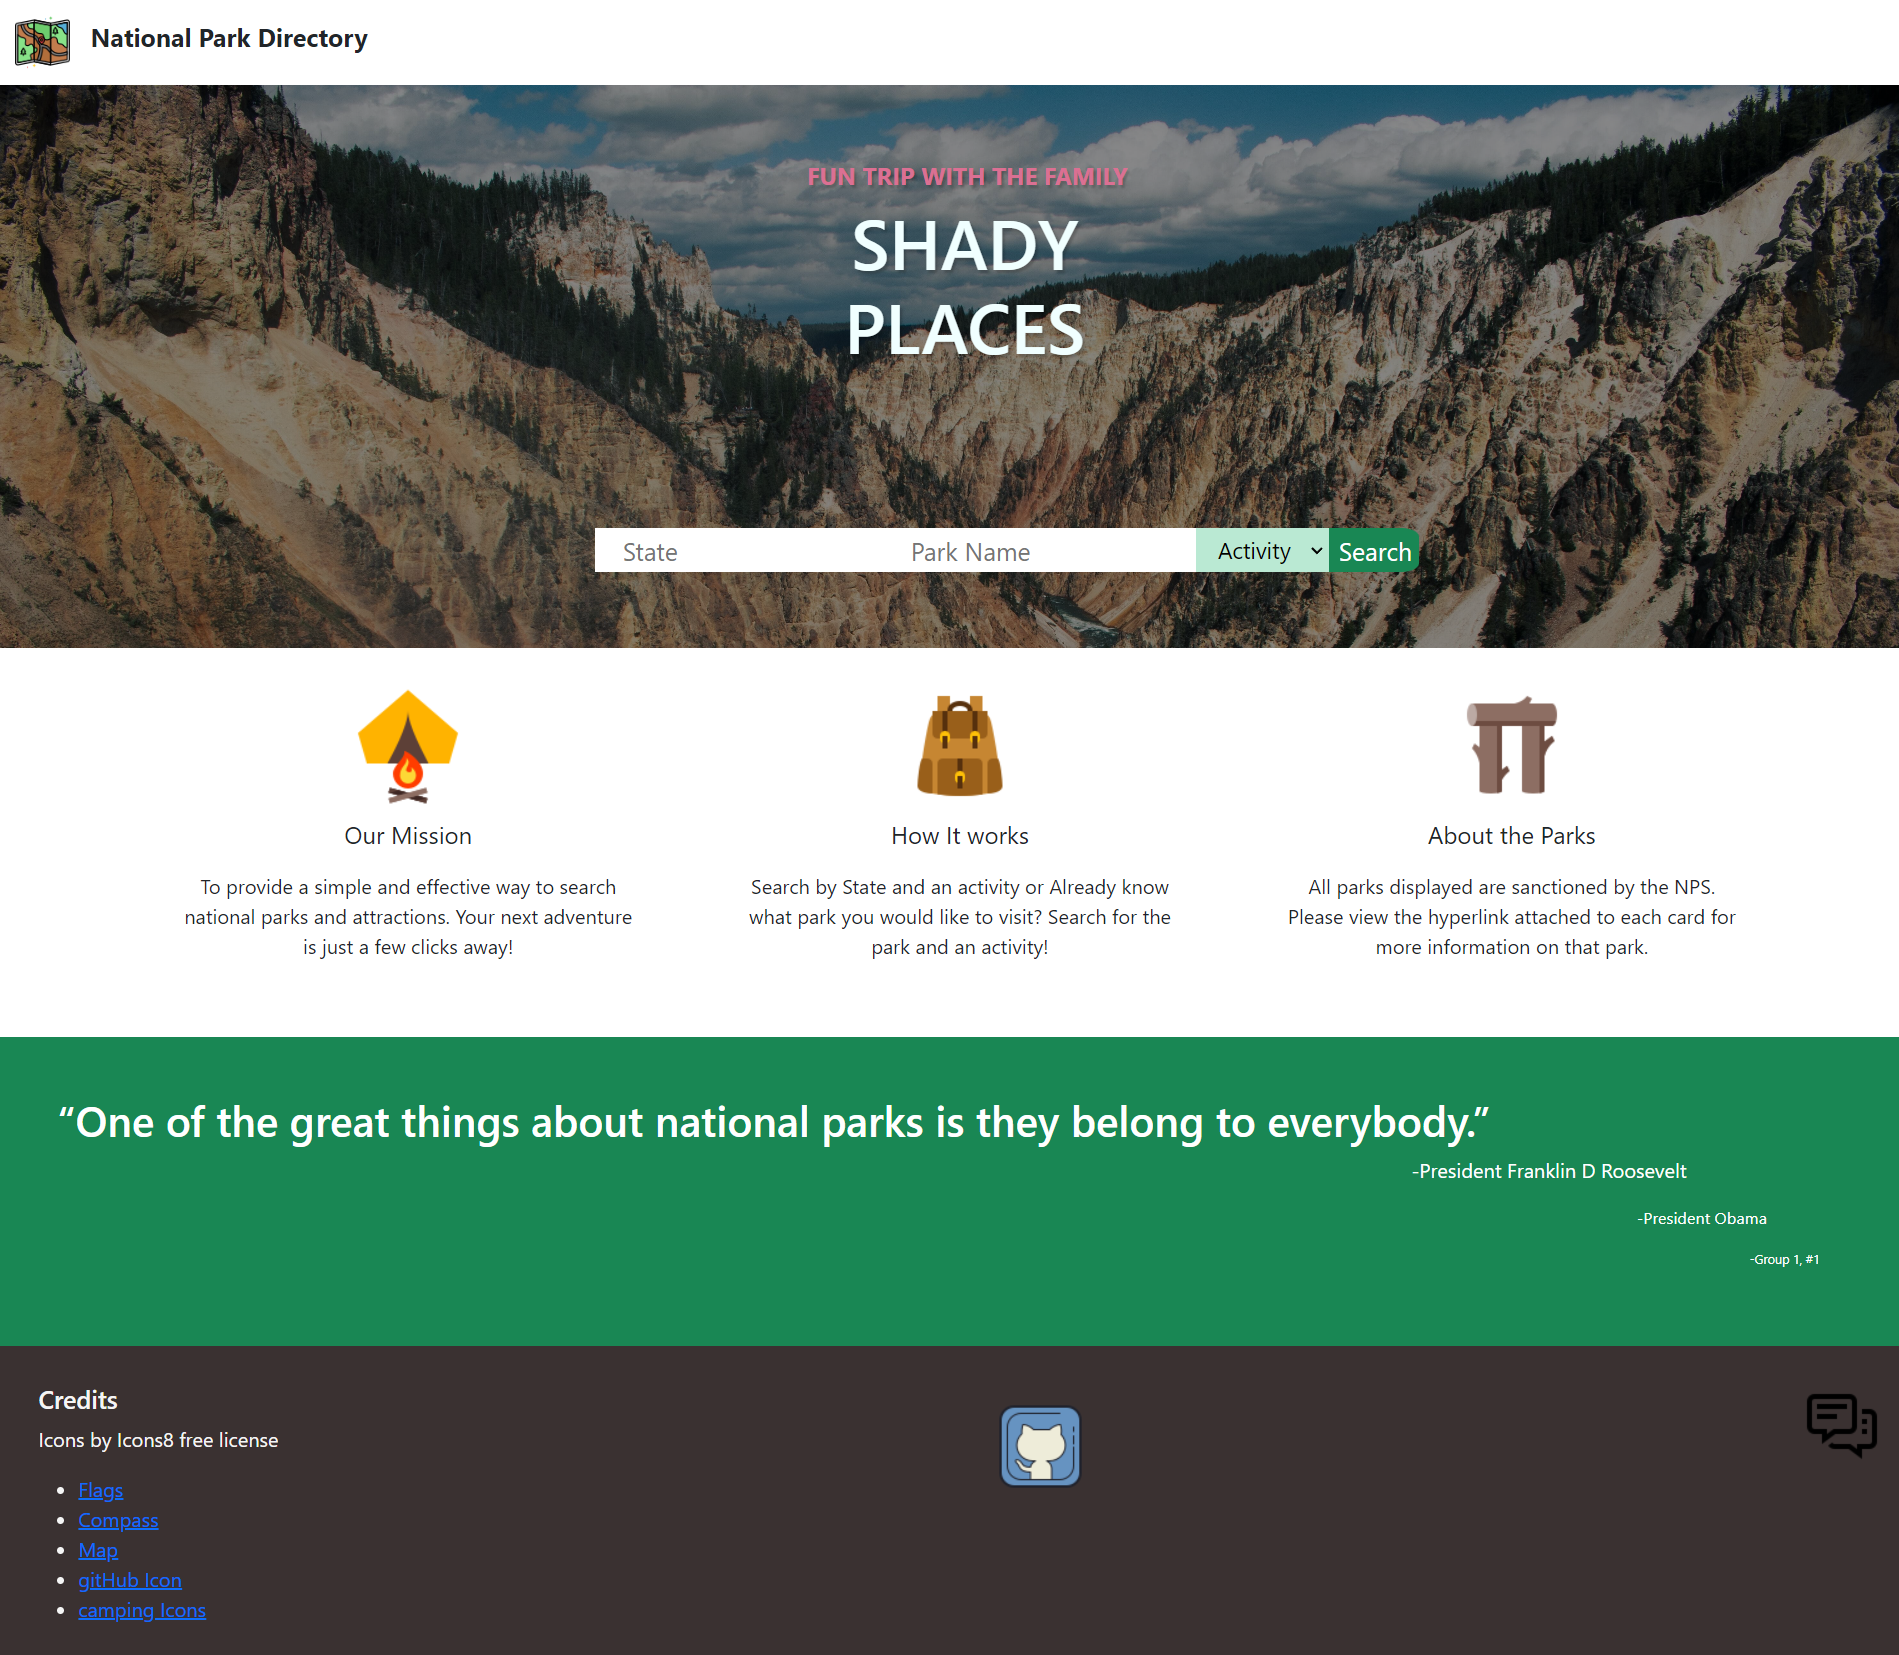 National Park Directory
FUN TRIP WITH THE FAMILY
SHADY
PLACES
State Park Name Activity Search
Our Mission
To provide a simple and effective way to search
national parks and attractions. Your next adventure
is just a few clicks away!
How It works
Search by State and an activity or Already know
what park you would like to visit? Search for the
park and an activity!
About the Parks
All parks displayed are sanctioned by the NPS.
Please view the hyperlink attached to each card for
more information on that park.
“One of the great things about national parks is they belong to everybody.”
-President Franklin D Roosevelt
-President Obama
-Group 1, #1
Credits
Icons by Icons8 free license
Flags
Compass
Map
gitHub Icon
camping Icons